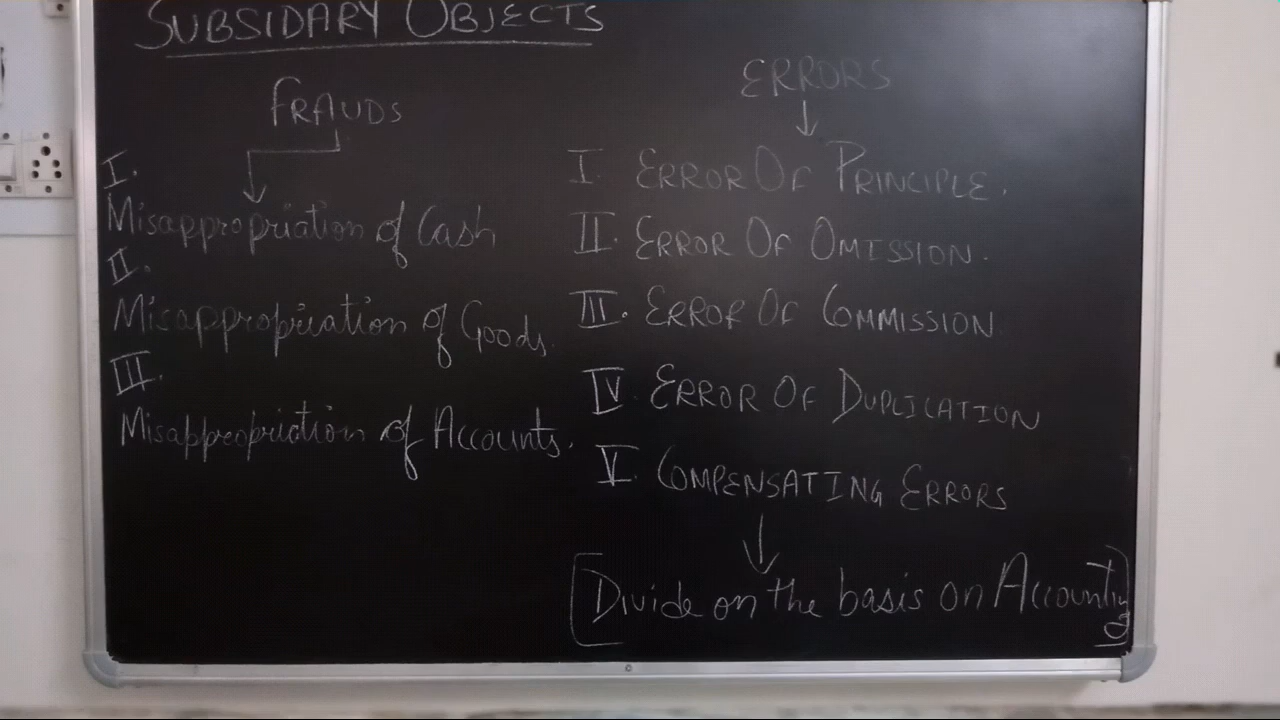 SUBSIDARY OBJECTS
FRAUDS
I.
Misappropriation of Cash
II.
Misappropriation of Goods.
III.
Misappropriation of Accounts.
ERRORS
I ERROR OF PRINCIPLE.
II. ERROR OF OMISSION.
III. ERROR OF COMMISSION
IV ERROR OF DUPLICATION
V COMPENSATING ERRORS
[Divide on the basis on Accounting]